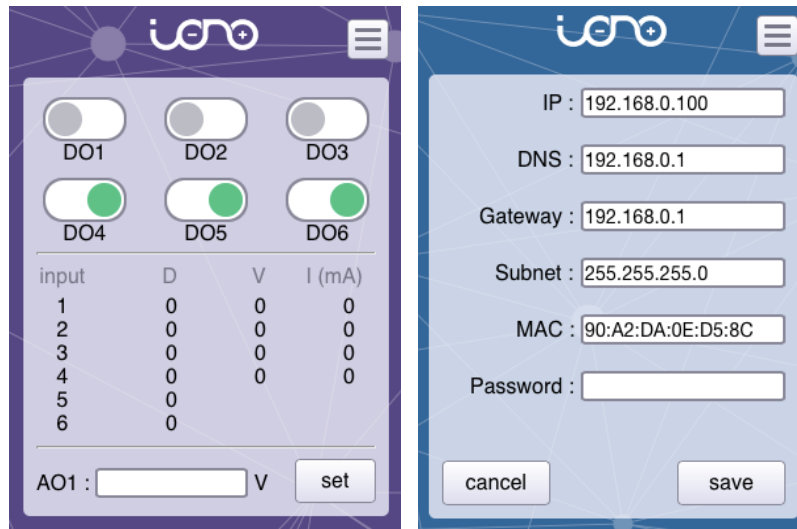 iono
DO1 DO2 DO3
DO4 DO5 DO6
input D V I (mA)
1 0 0 0
2 0 0 0
3 0 0 0
4 0 0 0
5 0
6 0
AO1 : V set
iono
IP : 192.168.0.100
DNS : 192.168.0.1
Gateway : 192.168.0.1
Subnet : 255.255.255.0
MAC : 90:A2:DA:0E:D5:8C
Password :
cancel save